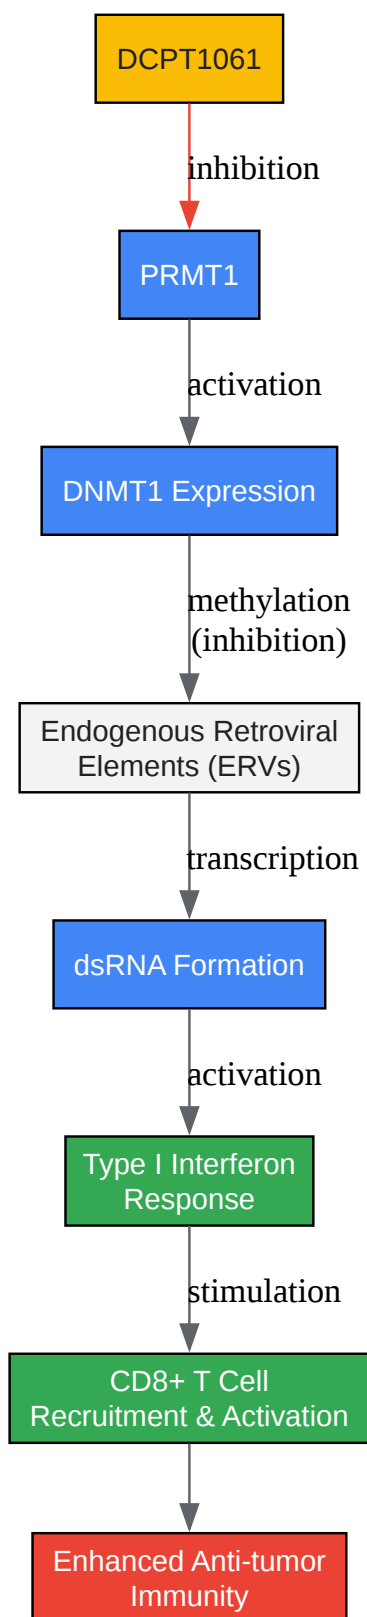 DCPT1061
inhibition
PRMT1
activation
DNMT1 Expression
methylation
(inhibition)
Endogenous Retroviral
Elements (ERVs)
transcription
dsRNA Formation
activation
Type I Interferon
Response
stimulation
CD8+ T Cell
Recruitment & Activation
Enhanced Anti-tumor
Immunity